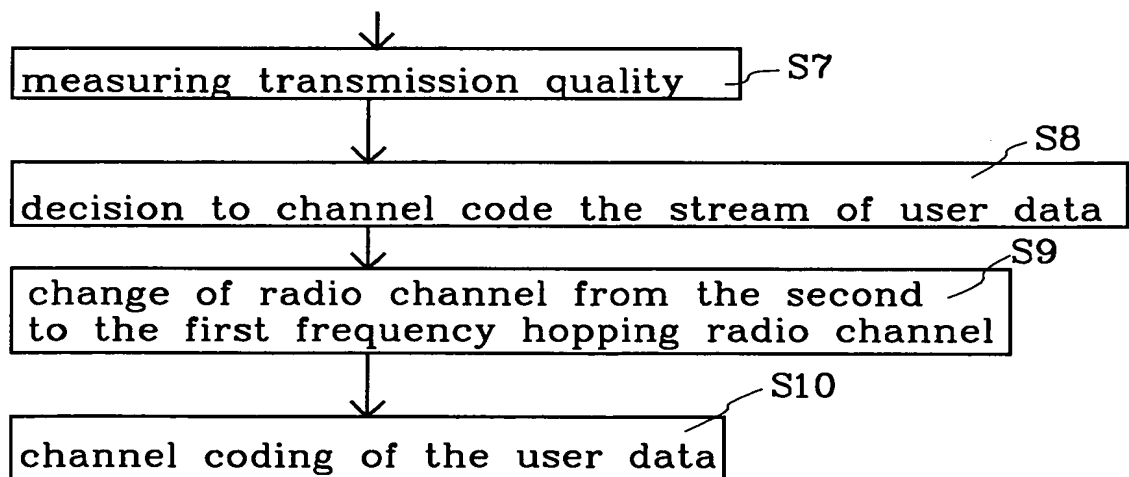 measuring transmission quality
S7
S8
decision to channel code the stream of user data
S9
change of radio channel from the second
to the first frequency hopping radio channel
S10
channel coding of the user data